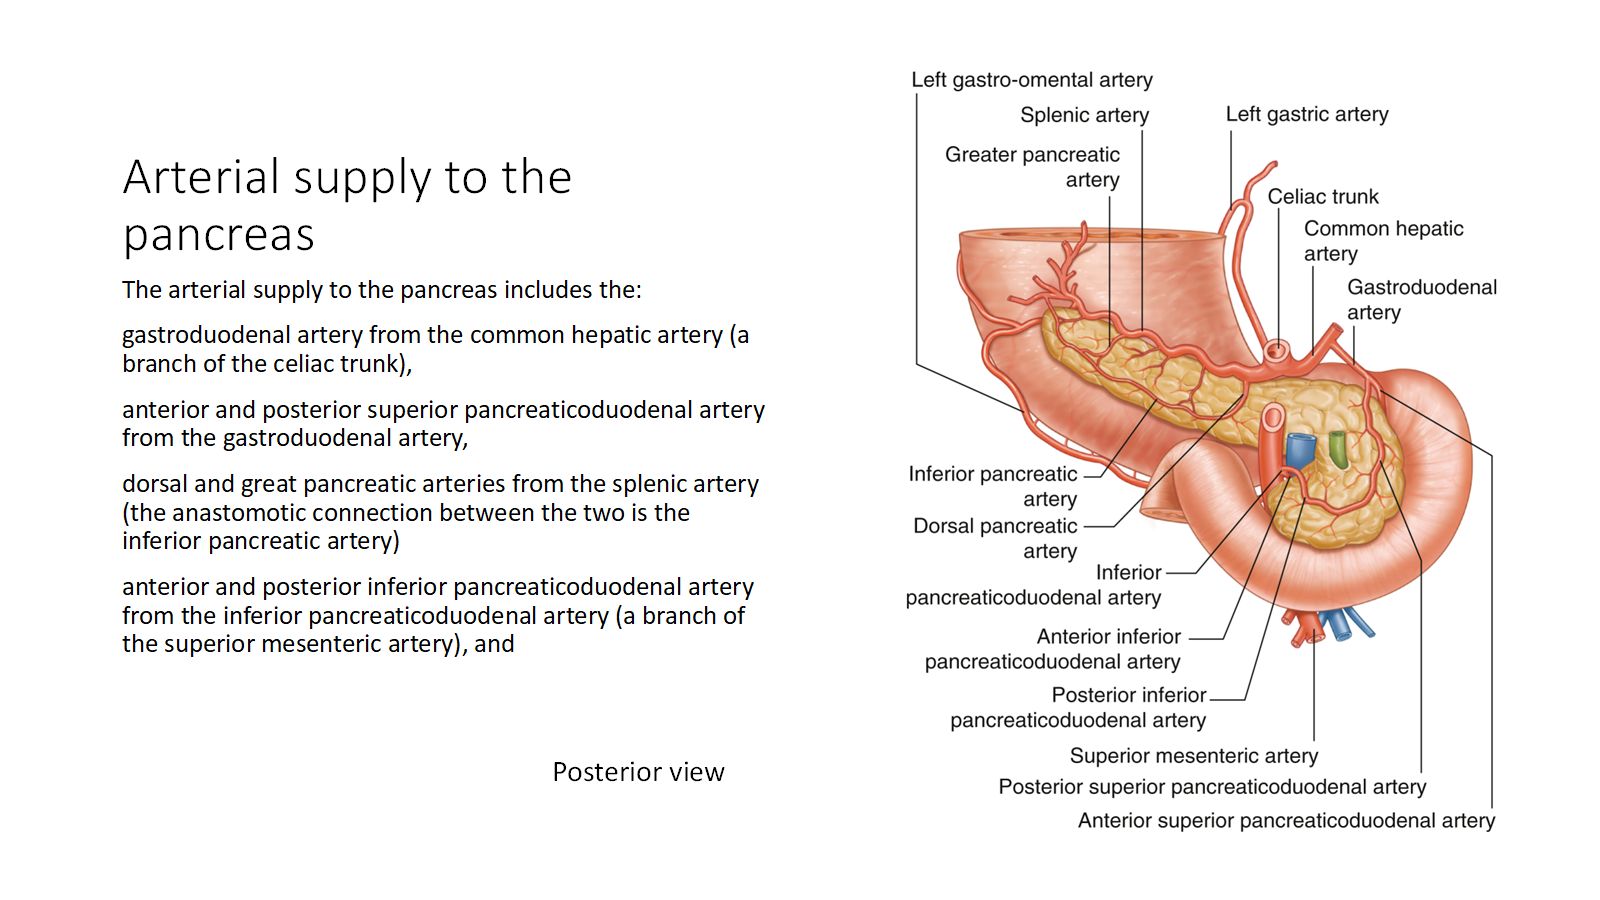 Arterial supply to the
pancreas
The arterial supply to the pancreas includes the:
gastroduodenal artery from the common hepatic artery (a
branch of the celiac trunk),
anterior and posterior superior pancreaticoduodenal artery
from the gastroduodenal artery,
dorsal and great pancreatic arteries from the splenic artery
(the anastomotic connection between the two is the
inferior pancreatic artery)
anterior and posterior inferior pancreaticoduodenal artery
from the inferior pancreaticoduodenal artery (a branch of
the superior mesenteric artery), and
Posterior view
Left gastro-omental artery
Splenic artery
Left gastric artery
Greater pancreatic
artery
Celiac trunk
Common hepatic
artery
Gastroduodenal
artery
Inferior pancreatic
artery
Dorsal pancreatic
artery
Inferior
pancreaticoduodenal artery
Anterior inferior
pancreaticoduodenal artery
Posterior inferior
pancreaticoduodenal artery
Superior mesenteric artery
Posterior superior pancreaticoduodenal artery
Anterior superior pancreaticoduodenal artery